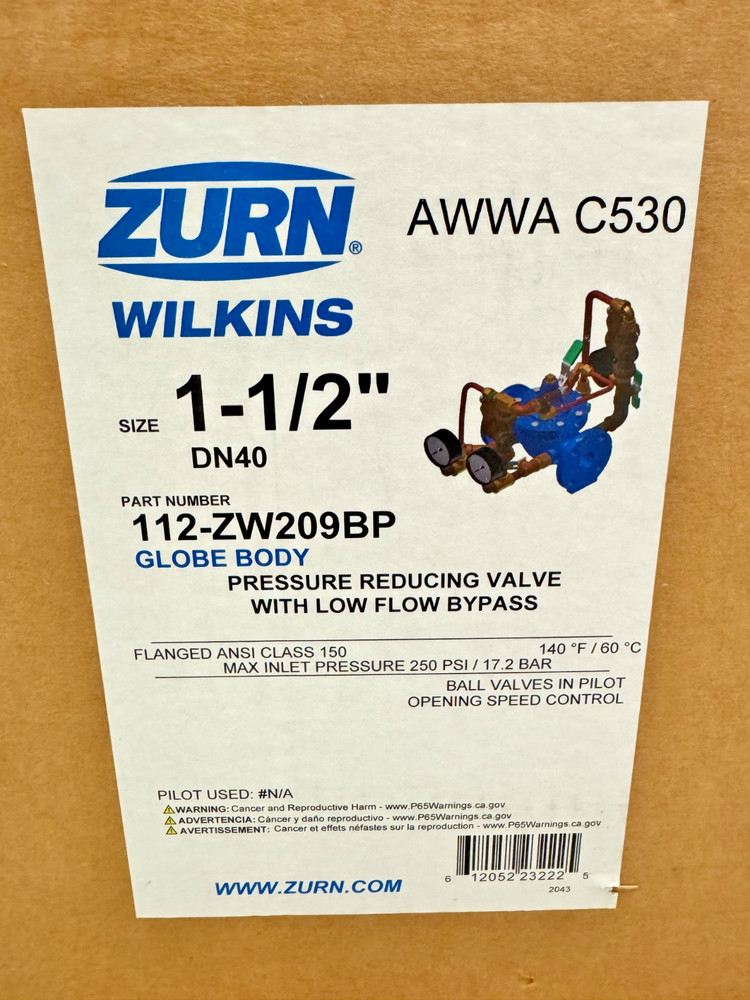 ZURN®
AWWA C530
WILKINS
SIZE 1-1/2"
DN40
PART NUMBER
112-ZW209BP
GLOBE BODY
PRESSURE REDUCING VALVE
WITH LOW FLOW BYPASS
FLANGED ANSI CLASS 150 140 °F / 60 °C
MAX INLET PRESSURE 250 PSI / 17.2 BAR
BALL VALVES IN PILOT
OPENING SPEED CONTROL
PILOT USED: #N/A
WARNING: Cancer and Reproductive Harm - www.P65Warnings.ca.gov
ADVERTENCIA: Cáncer y daño reproductivo - www.P65Warnings.ca.gov
AVERTISSEMENT: Cancer et effets néfastes sur la reproduction - www.P65Warnings.ca.gov
6 12052 23222 5
2043
WWW.ZURN.COM